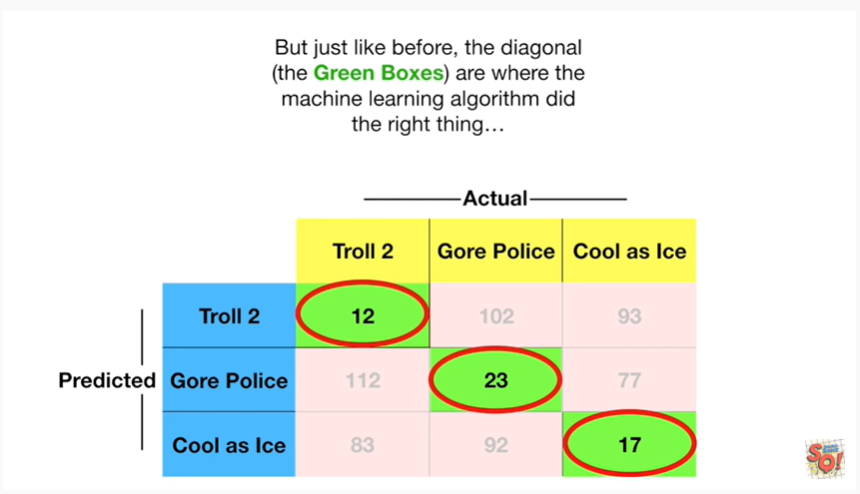 But just like before, the diagonal
(the Green Boxes) are where the
machine learning algorithm did
the right thing…
Actual
Troll 2 Gore Police Cool as Ice
Troll 2 12 102 93
Predicted Gore Police 112 23 77
Cool as Ice 83 92 17
SQ!